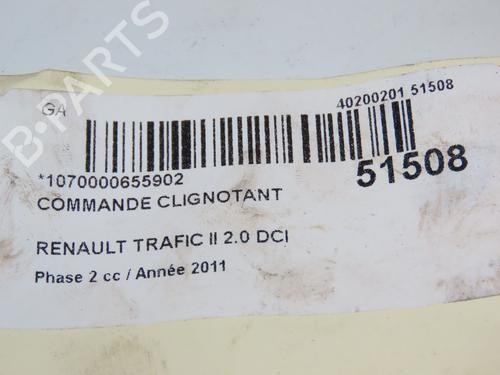 B-PARTS
GA
40200201 51508
*1070000655902
51508
COMMANDE CLIGNOTANT
RENAULT TRAFIC II 2.0 DCI
Phase 2 cc / Année 2011